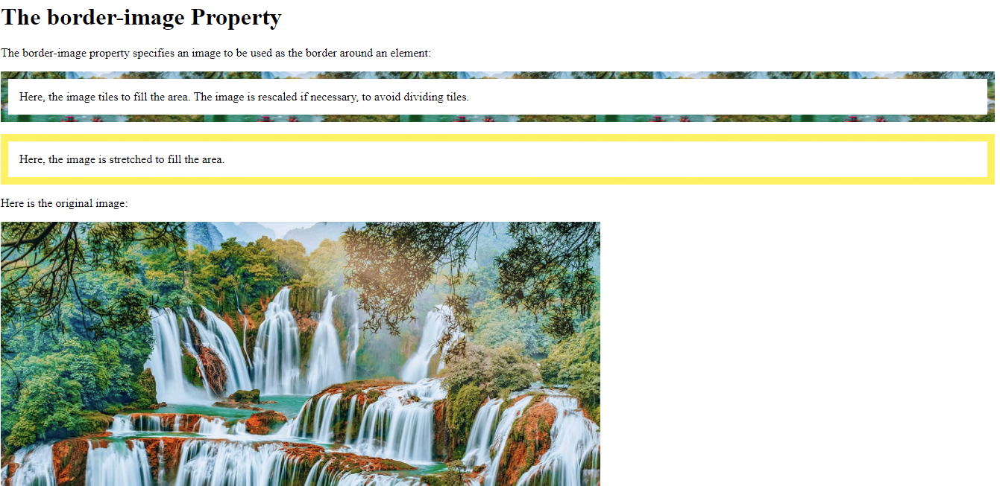 The border-image Property
The border-image property specifies an image to be used as the border around an element:
Here, the image tiles to fill the area. The image is rescaled if necessary, to avoid dividing tiles.
Here, the image is stretched to fill the area.
Here is the original image: